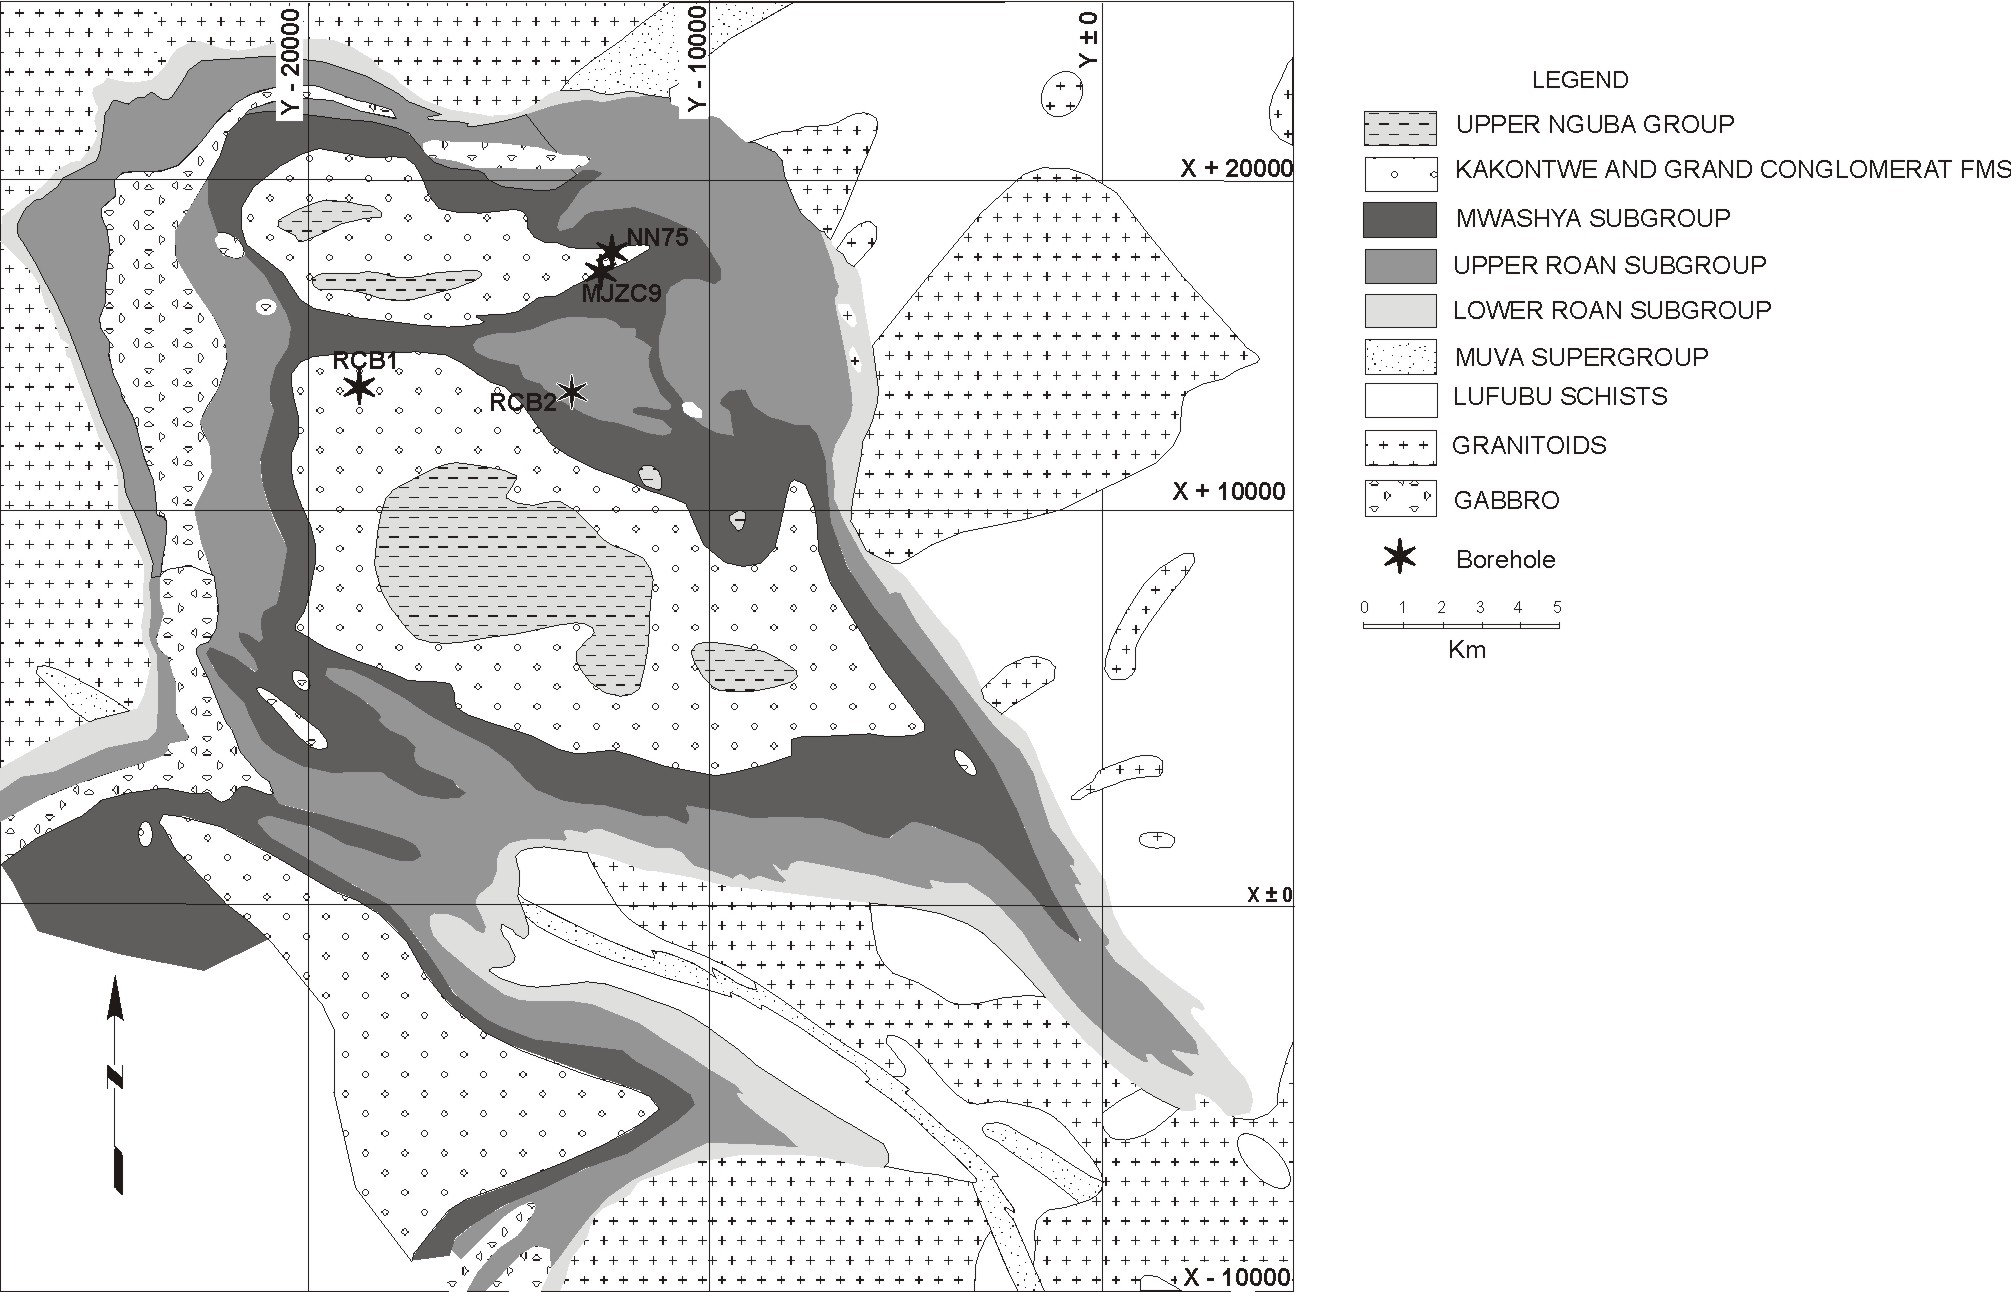 Y - 20000
Y - 10000
Y ± 0
X + 20000
NN75
MJZC9
RCB1
RCB2
X + 10000
X ± 0
X - 10000
N
LEGEND
UPPER NGUBA GROUP
KAKONTWE AND GRAND CONGLOMERAT FMS
MWASHYA SUBGROUP
UPPER ROAN SUBGROUP
LOWER ROAN SUBGROUP
MUVA SUPERGROUP
LUFUBU SCHISTS
GRANITOIDS
GABBRO
Borehole
0 1 2 3 4 5
Km